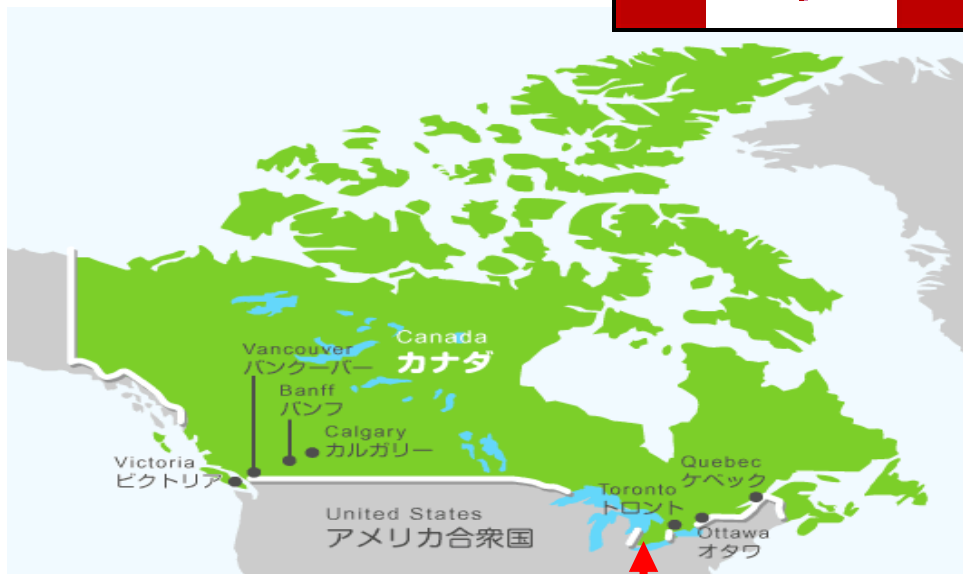 Canada
カナダ
Vancouver
バンクーバー
Banff
バンフ
Calgary
カルガリー
Victoria
ビクトリア
Quebec
ケベック
Toronto
トロント
Ottawa
オタワ
United States
アメリカ合衆国